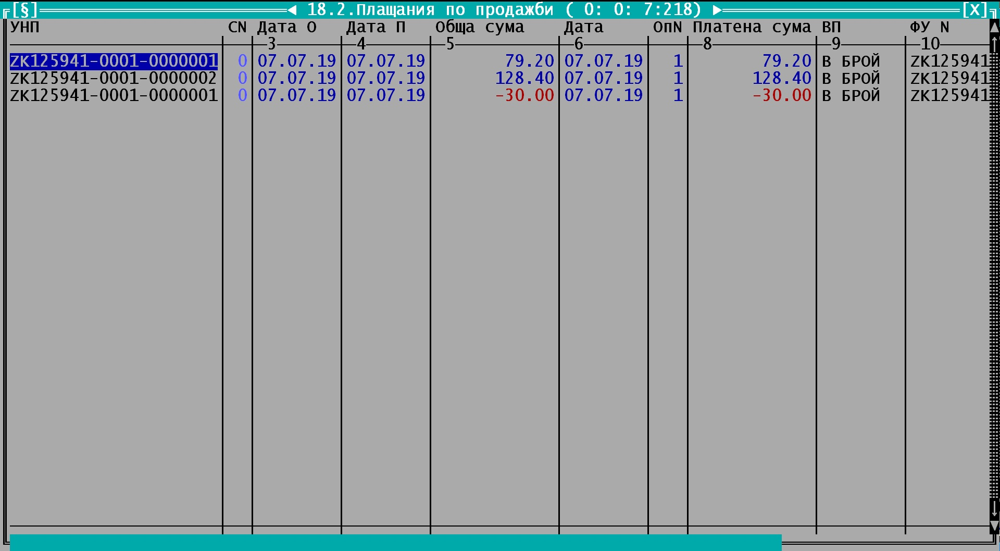 [§] ◄ 18.2.Плащания по продажби ( 0: 0: 7:218) ► [X]
УНП CN Дата О Дата П Обща сума Дата ОпN Платена сума ВП ФУ N
3 4 5 6 8 9 10
ZK125941-0001-0000001 0 07.07.19 07.07.19 79.20 07.07.19 1 79.20 В БРОЙ ZK125941
ZK125941-0001-0000002 0 07.07.19 07.07.19 128.40 07.07.19 1 128.40 В БРОЙ ZK125941
ZK125941-0001-0000001 0 07.07.19 07.07.19 -30.00 07.07.19 1 -30.00 В БРОЙ ZK125941